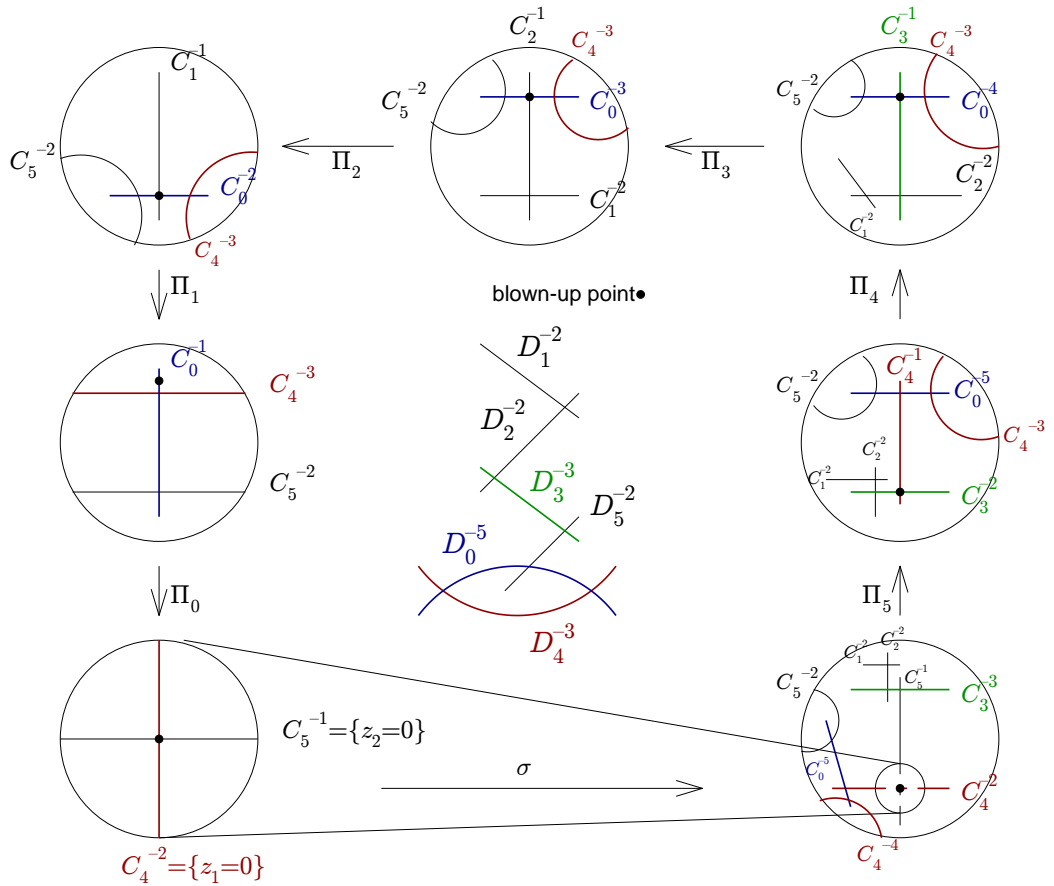 C_1^{-1}
C_5^{-2}
C_0^{-2}
C_4^{-3}
Π_2
C_2^{-1}
C_4^{-3}
C_5^{-2}
C_0^{-3}
C_1^{-2}
Π_3
C_3^{-1}
C_4^{-3}
C_5^{-2}
C_0^{-4}
C_2^{-2}
C_1^{-2}
Π_1
blown-up point
Π_4
C_0^{-1}
C_4^{-3}
C_5^{-2}
D_1^{-2}
D_2^{-2}
D_3^{-3}
D_5^{-2}
D_0^{-5}
D_4^{-3}
C_4^{-1}
C_5^{-2}
C_0^{-5}
C_4^{-3}
C_2^{-2}
C_1^{-2}
C_3^{-2}
Π_0
Π_5
C_5^{-1}={z_2=0}
C_4^{-2}={z_1=0}
σ
C_2^{-2}
C_1^{-2}
C_5^{-2}
C_5^{-1}
C_3^{-3}
C_0^{-5}
C_4^{-2}
C_4^{-4}